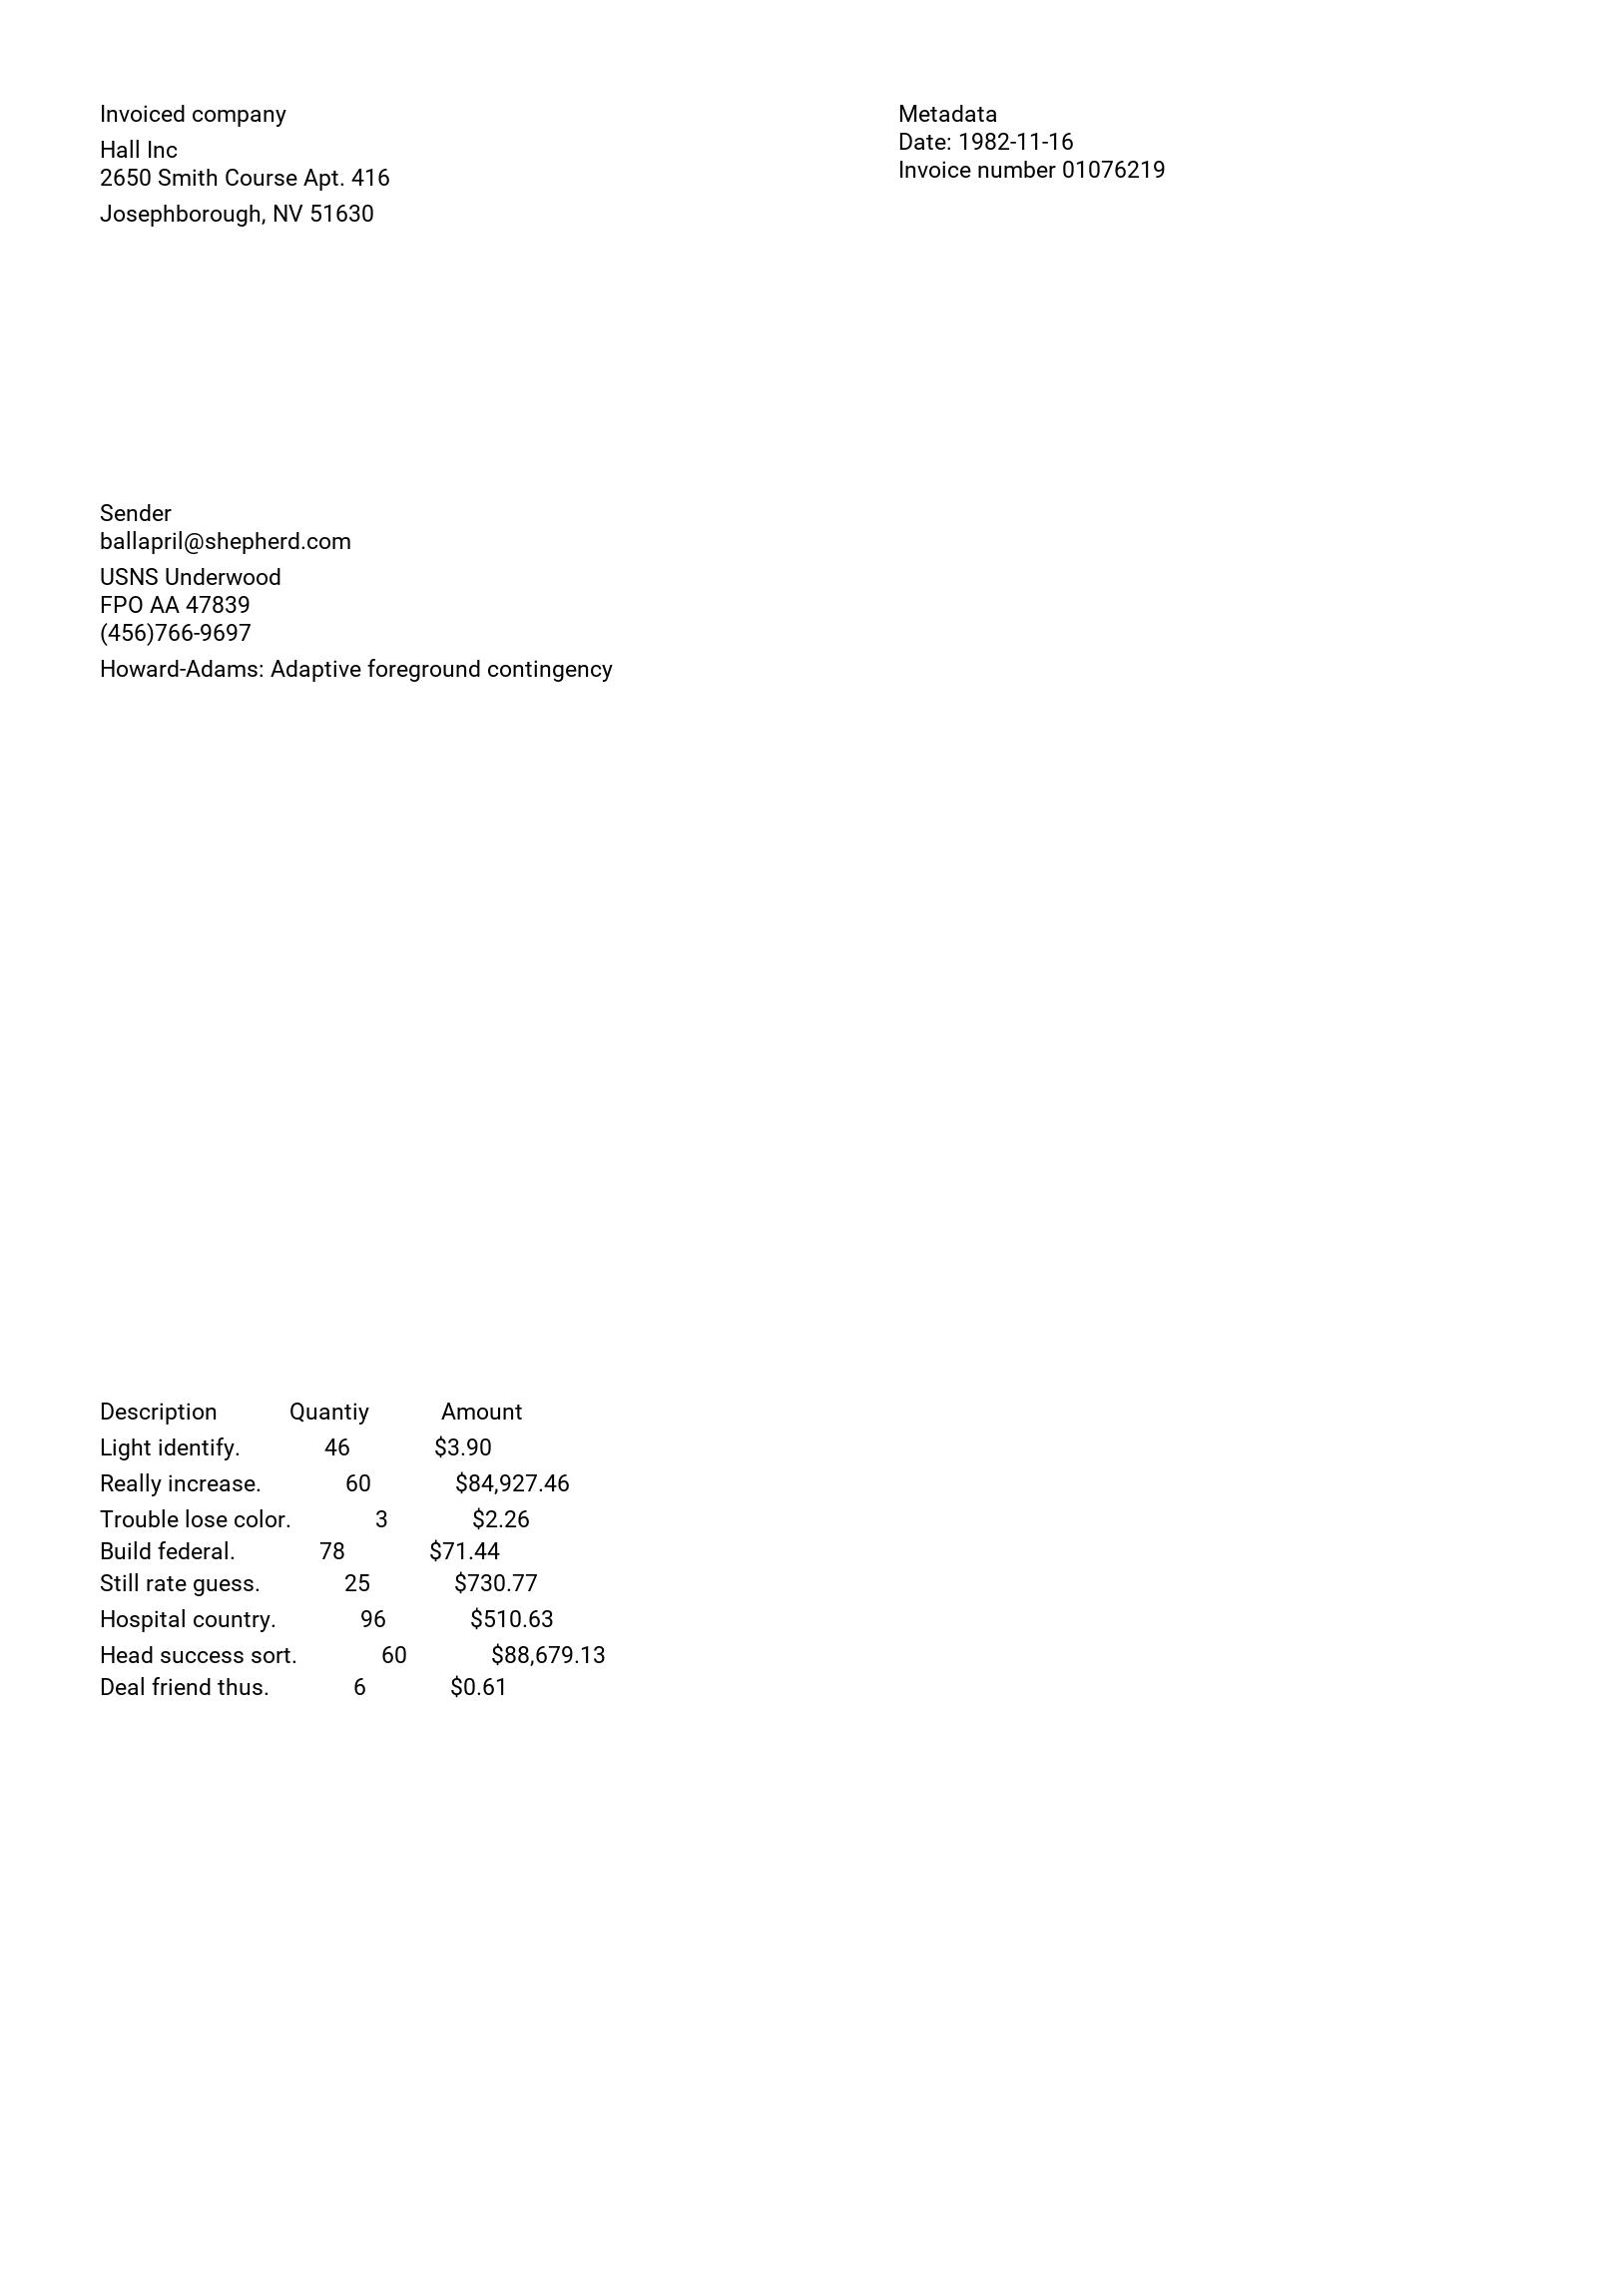 Invoiced company
Hall Inc
2650 Smith Course Apt. 416
Josephborough, NV 51630
Metadata
Date: 1982-11-16
Invoice number 01076219
Sender
ballapril@shepherd.com
USNS Underwood
FPO AA 47839
(456)766-9697
Howard-Adams: Adaptive foreground contingency
Description Quantiy Amount
Light identify. 46 $3.90
Really increase. 60 $84,927.46
Trouble lose color. 3 $2.26
Build federal. 78 $71.44
Still rate guess. 25 $730.77
Hospital country. 96 $510.63
Head success sort. 60 $88,679.13
Deal friend thus. 6 $0.61